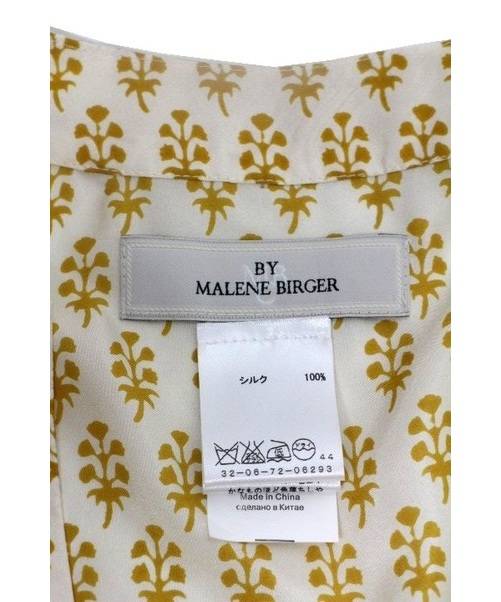 BY
MALENE BIRGER
シルク 100%
44
32-06-72-06293
Made in China
сделано в Китае